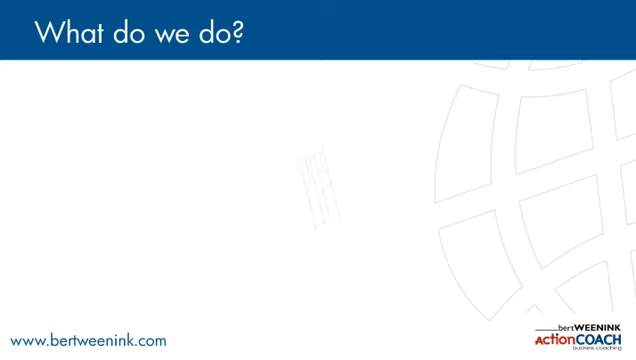 What do we do?
www.bertweenink.com
bertWEENINK
ActionCOACH
business coaching